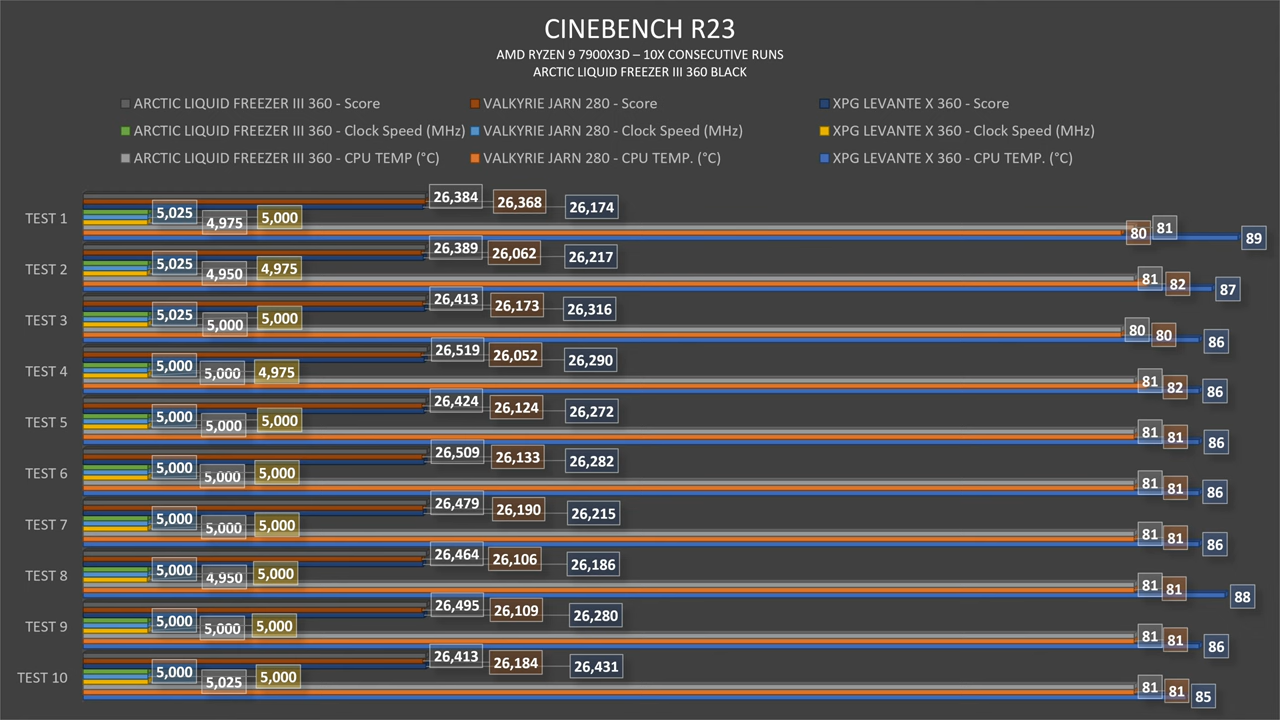 CINEBENCH R23
AMD RYZEN 9 7900X3D – 10X CONSECUTIVE RUNS
ARCTIC LIQUID FREEZER III 360 BLACK
ARCTIC LIQUID FREEZER III 360 - Score VALKYRIE JARN 280 - Score XPG LEVANTE X 360 - Score
ARCTIC LIQUID FREEZER III 360 - Clock Speed (MHz) VALKYRIE JARN 280 - Clock Speed (MHz) XPG LEVANTE X 360 - Clock Speed (MHz)
ARCTIC LIQUID FREEZER III 360 - CPU TEMP (°C) VALKYRIE JARN 280 - CPU TEMP. (°C) XPG LEVANTE X 360 - CPU TEMP. (°C)
TEST 1 5,025 4,975 5,000 26,384 26,368 26,174 80 81 89
TEST 2 5,025 4,950 4,975 26,389 26,062 26,217 81 82 87
TEST 3 5,025 5,000 5,000 26,413 26,173 26,316 80 80 86
TEST 4 5,000 5,000 4,975 26,519 26,052 26,290 81 82 86
TEST 5 5,000 5,000 5,000 26,424 26,124 26,272 81 81 86
TEST 6 5,000 5,000 5,000 26,509 26,133 26,282 81 81 86
TEST 7 5,000 5,000 5,000 26,479 26,190 26,215 81 81 86
TEST 8 5,000 4,950 5,000 26,464 26,106 26,186 81 81 88
TEST 9 5,000 5,000 5,000 26,495 26,109 26,280 81 81 86
TEST 10 5,000 5,025 5,000 26,413 26,184 26,431 81 81 85